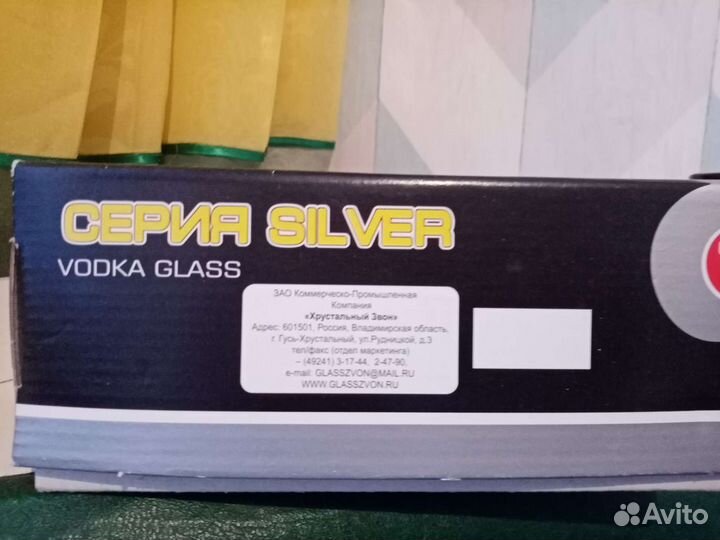 СЕРИЯ SILVER
VODKA GLASS
ЗАО Коммерческо-Промышленная
Компания
«Хрустальный Звон»
Адрес: 601501, Россия, Владимирская область,
г. Гусь-Хрустальный, ул.Рудницкой, д.3
тел/факс (отдел маркетинга)
– (49241) 3-17-44, 2-47-90,
e-mail: GLASSZVON@MAIL.RU
WWW.GLASSZVON.RU
Avito